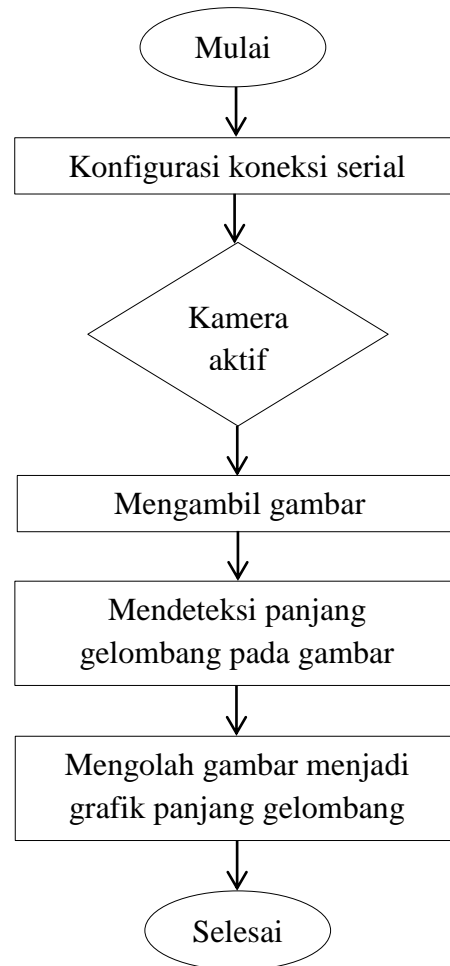 Mulai
Konfigurasi koneksi serial
Kamera
aktif
Mengambil gambar
Mendeteksi panjang
gelombang pada gambar
Mengolah gambar menjadi
grafik panjang gelombang
Selesai